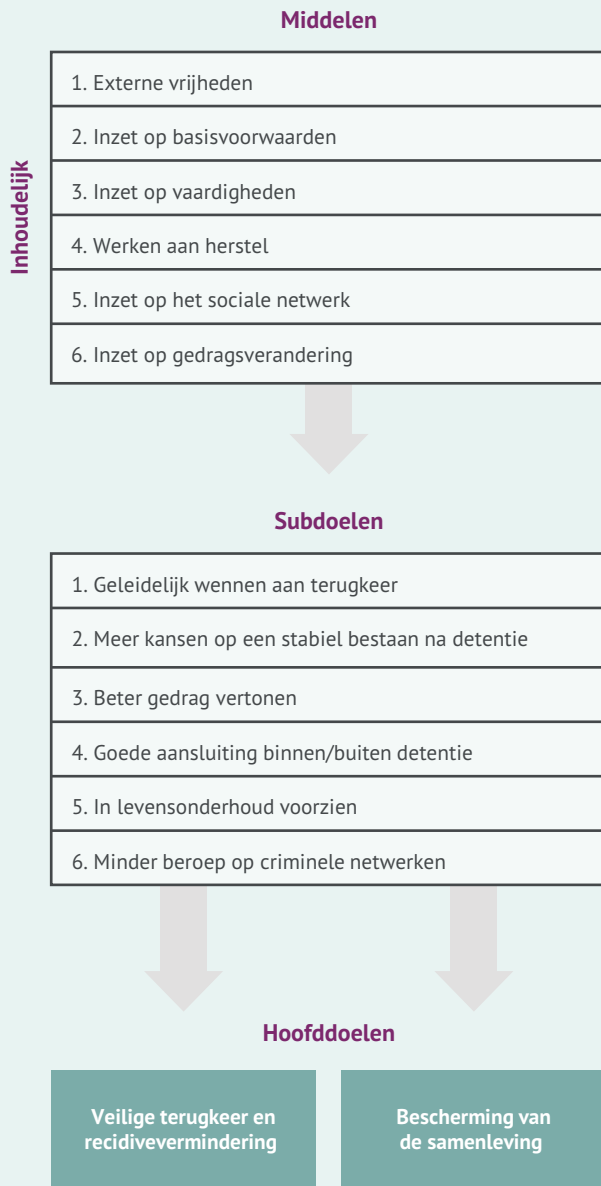 Middelen
Inhoudelijk
1. Externe vrijheden
2. Inzet op basisvoorwaarden
3. Inzet op vaardigheden
4. Werken aan herstel
5. Inzet op het sociale netwerk
6. Inzet op gedragsverandering
Subdoelen
1. Geleidelijk wennen aan terugkeer
2. Meer kansen op een stabiel bestaan na detentie
3. Beter gedrag vertonen
4. Goede aansluiting binnen/buiten detentie
5. In levensonderhoud voorzien
6. Minder beroep op criminele netwerken
Hoofddoelen
Veilige terugkeer en
recidivevermindering
Bescherming van
de samenleving